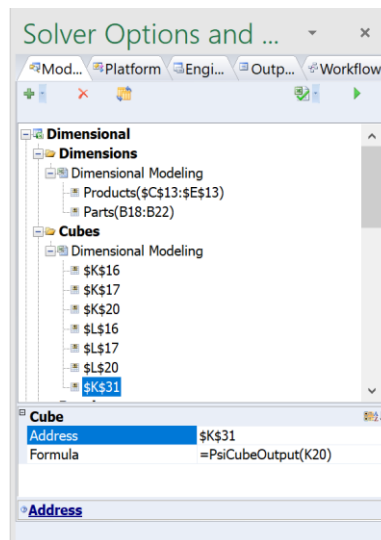 Solver Options and ...
Mod... Platform Engi... Outp... Workflow
Dimensional
Dimensions
Dimensional Modeling
Products($C$13:$E$13)
Parts(B18:B22)
Cubes
Dimensional Modeling
$K$16
$K$17
$K$20
$L$16
$L$17
$L$20
$K$31
Cube
Address $K$31
Formula =PsiCubeOutput(K20)
Address